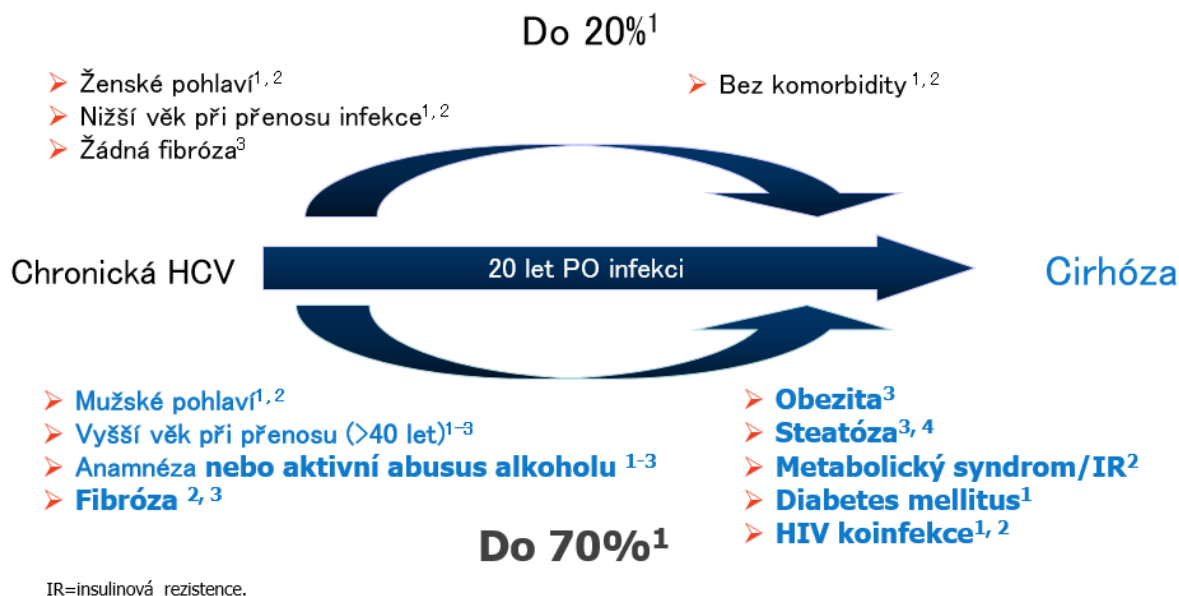 Do 20%¹
➢ Ženské pohlaví¹,²
➢ Nižší věk při přenosu infekce¹,²
➢ Žádná fibróza³
➢ Bez komorbidity ¹,²
Chronická HCV
20 let PO infekci
Cirhóza
➢ Mužské pohlaví¹,²
➢ Vyšší věk při přenosu (>40 let)¹⁻³
➢ Anamnéza nebo aktivní abusus alkoholu ¹⁻³
➢ Fibróza ²,³
➢ Obezita³
➢ Steatóza³,⁴
➢ Metabolický syndrom/IR²
➢ Diabetes mellitus¹
➢ HIV koinfekce¹,²
Do 70%¹
IR=insulinová rezistence.